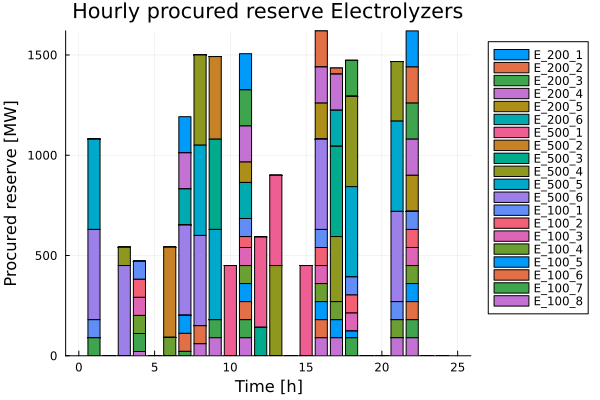 Hourly procured reserve Electrolyzers
Procured reserve [MW]
1500
1000
500
0
0 5 10 15 20 25
Time [h]
E_200_1
E_200_2
E_200_3
E_200_4
E_200_5
E_200_6
E_500_1
E_500_2
E_500_3
E_500_4
E_500_5
E_500_6
E_100_1
E_100_2
E_100_3
E_100_4
E_100_5
E_100_6
E_100_7
E_100_8